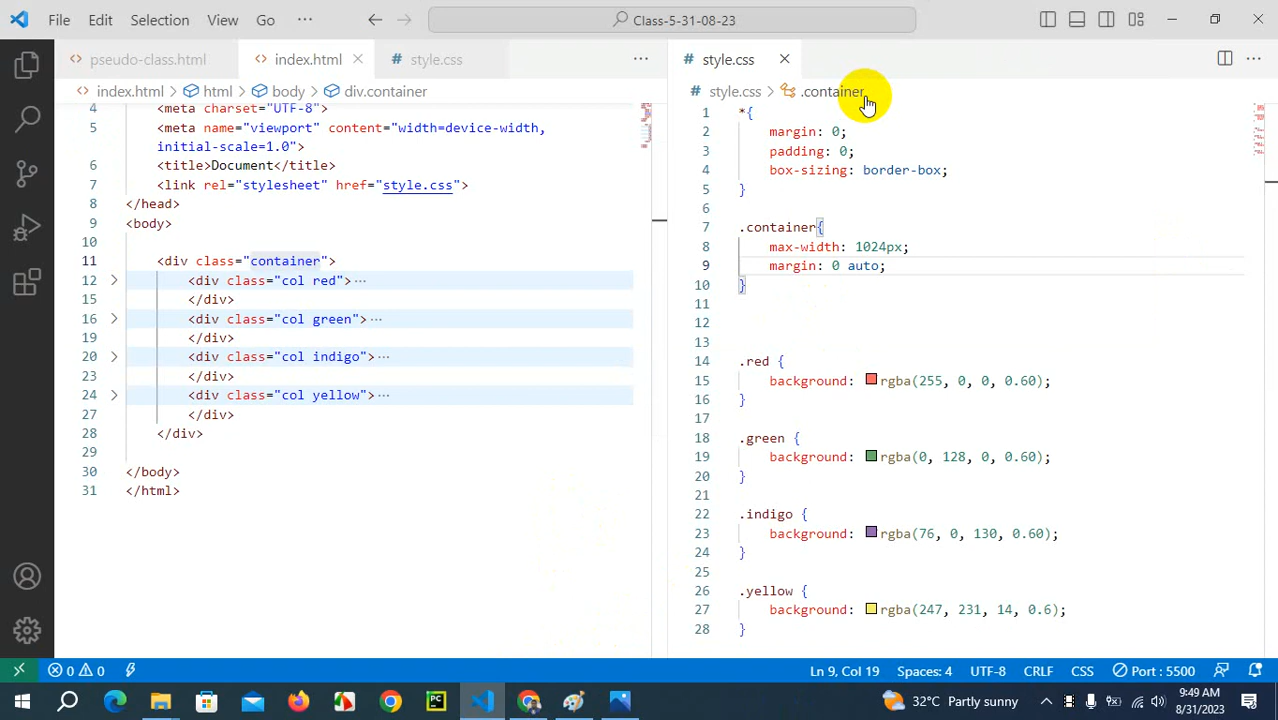 File Edit Selection View Go ··· Class-5-31-08-23
pseudo-class.html index.html style.css ···
index.html > html > body > div.container
4 <meta charset="UTF-8">
5 <meta name="viewport" content="width=device-width,
initial-scale=1.0">
6 <title>Document</title>
7 <link rel="stylesheet" href="style.css">
8 </head>
9 <body>
10
11 <div class="container">
12 <div class="col red">···
15 </div>
16 <div class="col green">···
19 </div>
20 <div class="col indigo">···
23 </div>
24 <div class="col yellow">···
27 </div>
28 </div>
29
30 </body>
31 </html>
# style.css ···
# style.css > .container
1 *{
2 margin: 0;
3 padding: 0;
4 box-sizing: border-box;
5 }
6
7 .container{
8 max-width: 1024px;
9 margin: 0 auto;
10 }
11
12
13
14 .red {
15 background: rgba(255, 0, 0, 0.60);
16 }
17
18 .green {
19 background: rgba(0, 128, 0, 0.60);
20 }
21
22 .indigo {
23 background: rgba(76, 0, 130, 0.60);
24 }
25
26 .yellow {
27 background: rgba(247, 231, 14, 0.6);
28 }
0 0 Ln 9, Col 19 Spaces: 4 UTF-8 CRLF CSS Port : 5500
PC 32°C Partly sunny 9:49 AM
8/31/2023